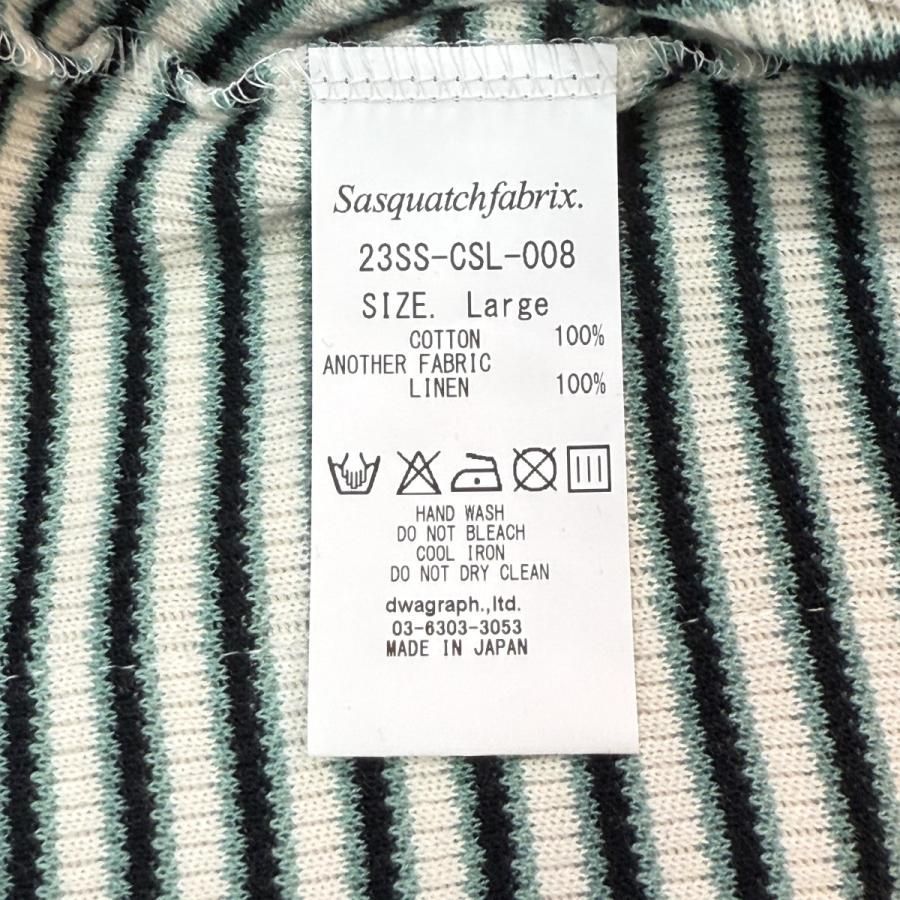 Sasquatchfabrix.
23SS-CSL-008
SIZE. Large
COTTON 100%
ANOTHER FABRIC
LINEN 100%
HAND WASH
DO NOT BLEACH
COOL IRON
DO NOT DRY CLEAN
dwagraph.,ltd.
03-6303-3053
MADE IN JAPAN